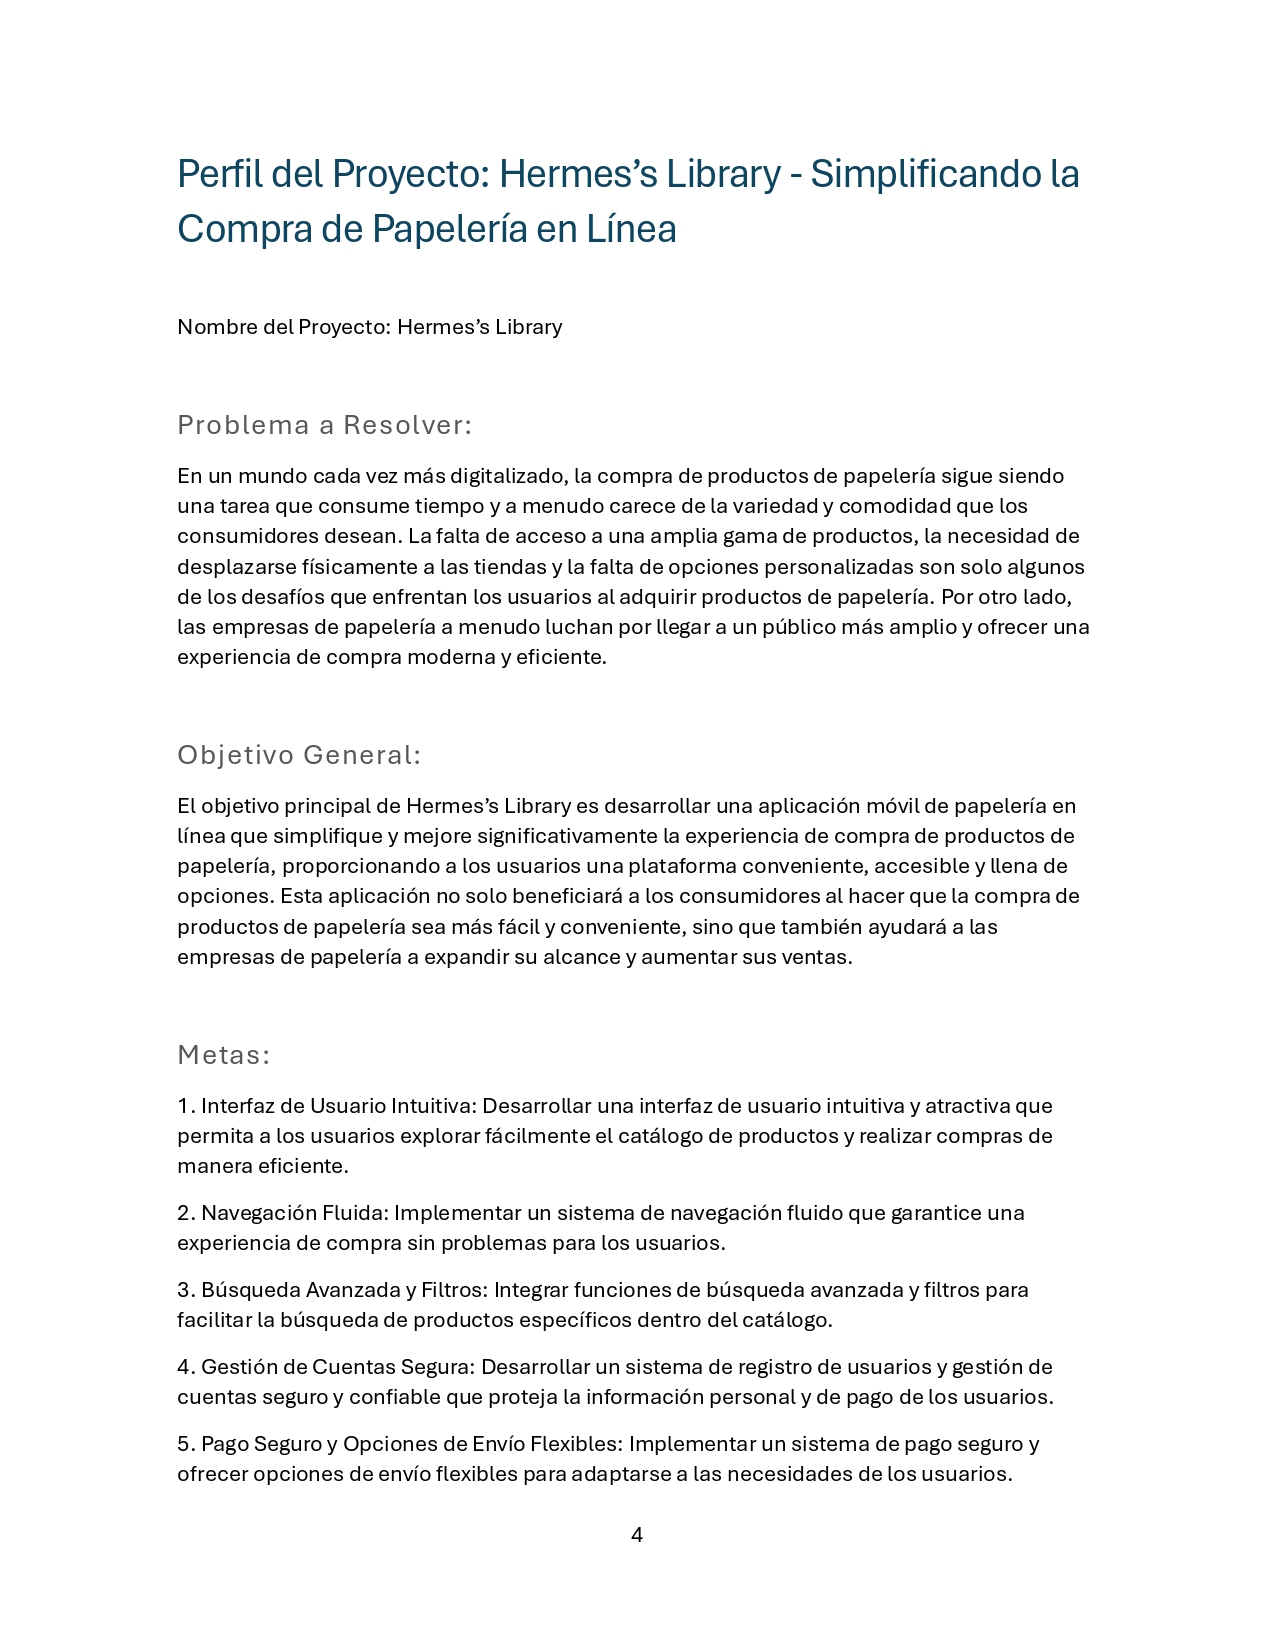 Perfil del Proyecto: Hermes’s Library - Simplificando la
Compra de Papelería en Línea
Nombre del Proyecto: Hermes’s Library
Problema a Resolver:
En un mundo cada vez más digitalizado, la compra de productos de papelería sigue siendo
una tarea que consume tiempo y a menudo carece de la variedad y comodidad que los
consumidores desean. La falta de acceso a una amplia gama de productos, la necesidad de
desplazarse físicamente a las tiendas y la falta de opciones personalizadas son solo algunos
de los desafíos que enfrentan los usuarios al adquirir productos de papelería. Por otro lado,
las empresas de papelería a menudo luchan por llegar a un público más amplio y ofrecer una
experiencia de compra moderna y eficiente.
Objetivo General:
El objetivo principal de Hermes’s Library es desarrollar una aplicación móvil de papelería en
línea que simplifique y mejore significativamente la experiencia de compra de productos de
papelería, proporcionando a los usuarios una plataforma conveniente, accesible y llena de
opciones. Esta aplicación no solo beneficiará a los consumidores al hacer que la compra de
productos de papelería sea más fácil y conveniente, sino que también ayudará a las
empresas de papelería a expandir su alcance y aumentar sus ventas.
Metas:
1. Interfaz de Usuario Intuitiva: Desarrollar una interfaz de usuario intuitiva y atractiva que
permita a los usuarios explorar fácilmente el catálogo de productos y realizar compras de
manera eficiente.
2. Navegación Fluida: Implementar un sistema de navegación fluido que garantice una
experiencia de compra sin problemas para los usuarios.
3. Búsqueda Avanzada y Filtros: Integrar funciones de búsqueda avanzada y filtros para
facilitar la búsqueda de productos específicos dentro del catálogo.
4. Gestión de Cuentas Segura: Desarrollar un sistema de registro de usuarios y gestión de
cuentas seguro y confiable que proteja la información personal y de pago de los usuarios.
5. Pago Seguro y Opciones de Envío Flexibles: Implementar un sistema de pago seguro y
ofrecer opciones de envío flexibles para adaptarse a las necesidades de los usuarios.
4